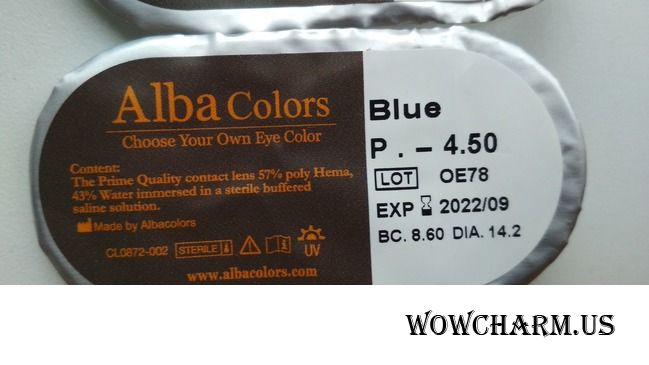 Alba Colors
Choose Your Own Eye Color
Content:
The Prime Quality contact lens 57% poly Hema,
43% Water immersed in a sterile buffered
saline solution.
Made by Albacolors
CL0872-002 STERILE UV
www.albacolors.com
Blue
P . – 4.50
LOT OE78
EXP 2022/09
BC. 8.60 DIA. 14.2
WOWCHARM.US